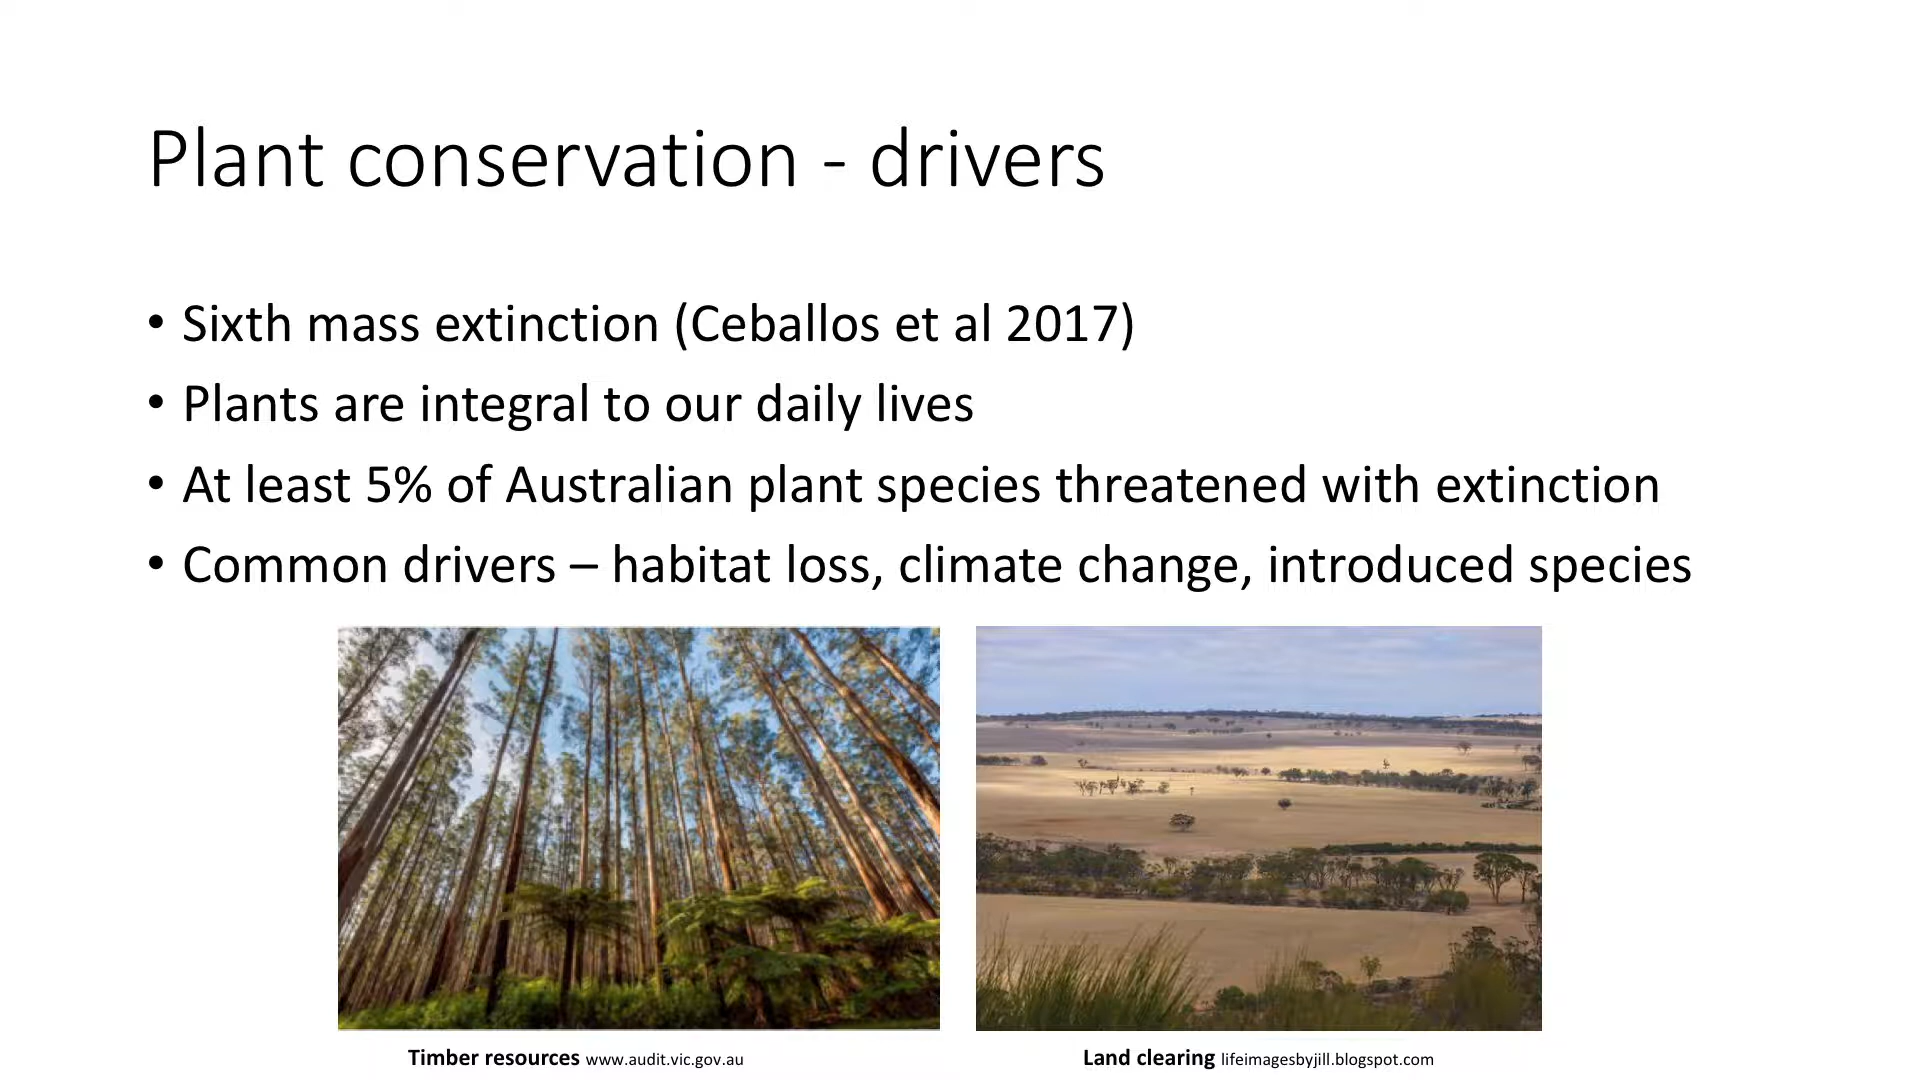 Plant conservation - drivers
• Sixth mass extinction (Ceballos et al 2017)
• Plants are integral to our daily lives
• At least 5% of Australian plant species threatened with extinction
• Common drivers – habitat loss, climate change, introduced species
Timber resources www.audit.vic.gov.au
Land clearing lifeimagesbyjill.blogspot.com